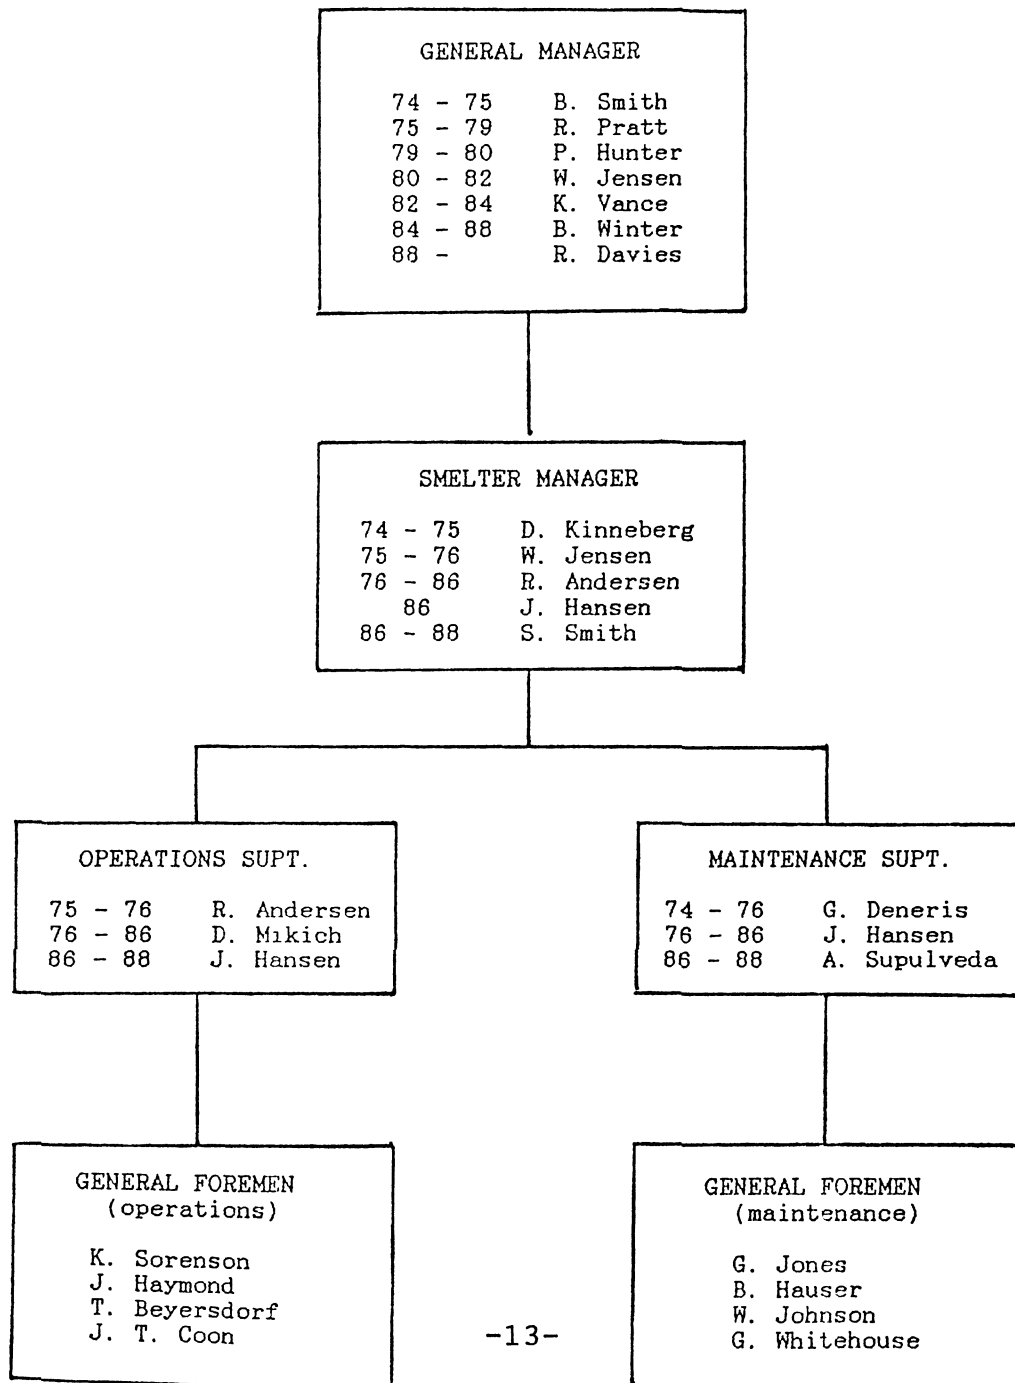 GENERAL MANAGER
74 - 75 B. Smith
75 - 79 R. Pratt
79 - 80 P. Hunter
80 - 82 W. Jensen
82 - 84 K. Vance
84 - 88 B. Winter
88 - R. Davies
SMELTER MANAGER
74 - 75 D. Kinneberg
75 - 76 W. Jensen
76 - 86 R. Andersen
86 J. Hansen
86 - 88 S. Smith
OPERATIONS SUPT.
75 - 76 R. Andersen
76 - 86 D. Mikich
86 - 88 J. Hansen
MAINTENANCE SUPT.
74 - 76 G. Deneris
76 - 86 J. Hansen
86 - 88 A. Supulveda
GENERAL FOREMEN
(operations)
K. Sorenson
J. Haymond
T. Beyersdorf
J. T. Coon
GENERAL FOREMEN
(maintenance)
G. Jones
B. Hauser
W. Johnson
G. Whitehouse
-13-